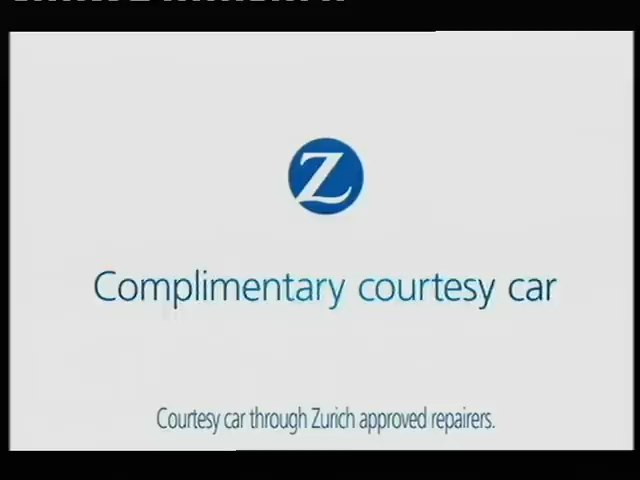 Z
Complimentary courtesy car
Courtesy car through Zurich approved repairers.